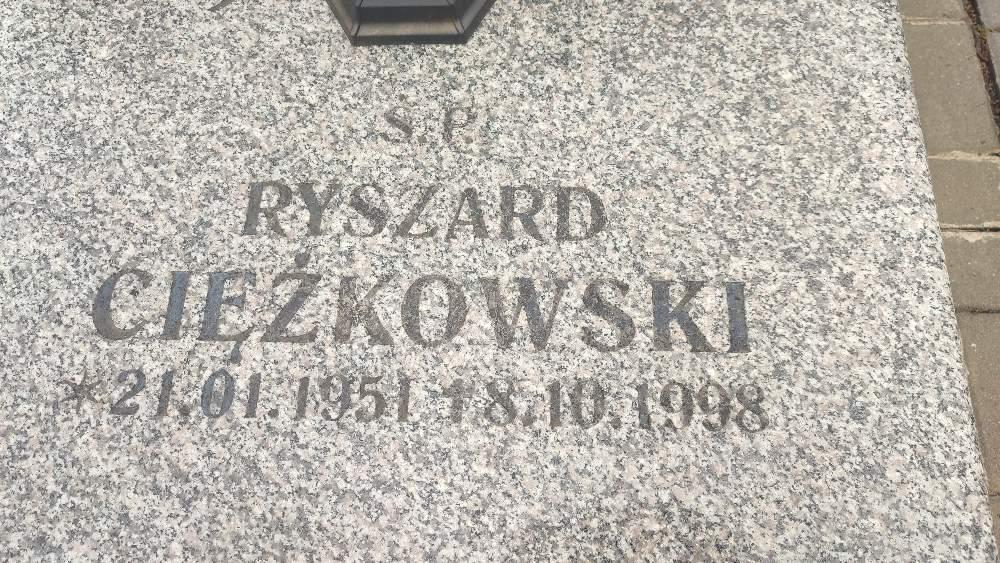 Ś.P.
RYSZARD
CIĘŻKOWSKI
*21.01.1951 †8.10.1998